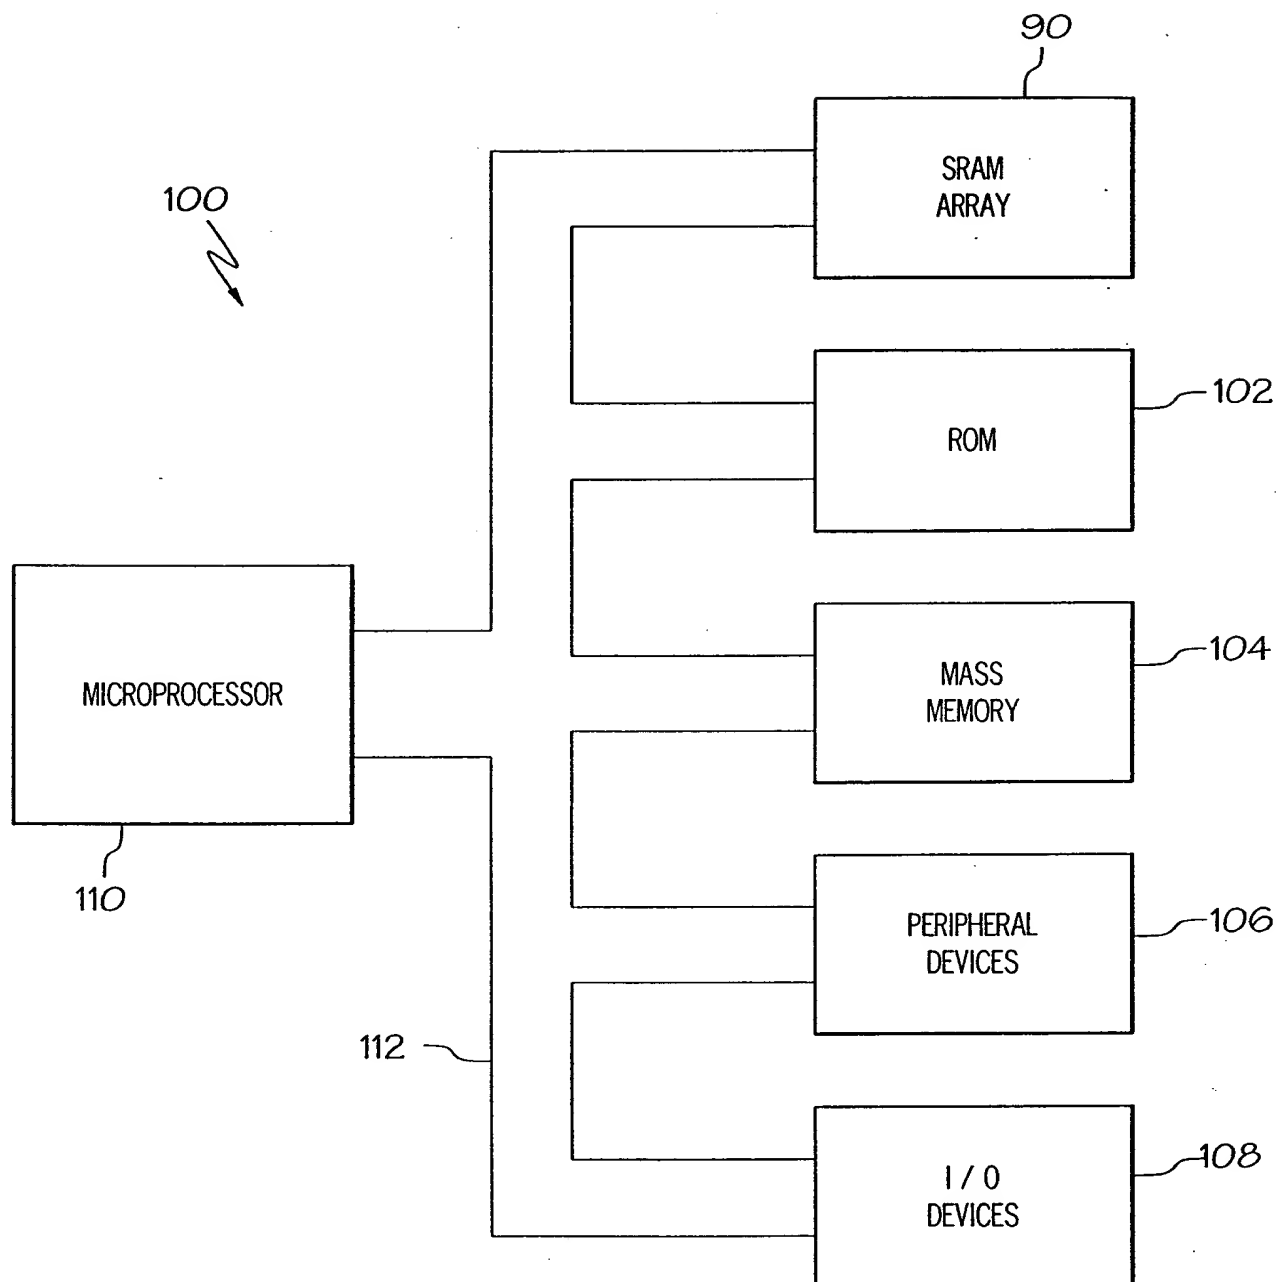 90
SRAM
ARRAY
100
102
ROM
104
MASS
MEMORY
MICROPROCESSOR
110
106
PERIPHERAL
DEVICES
112
108
I / O
DEVICES